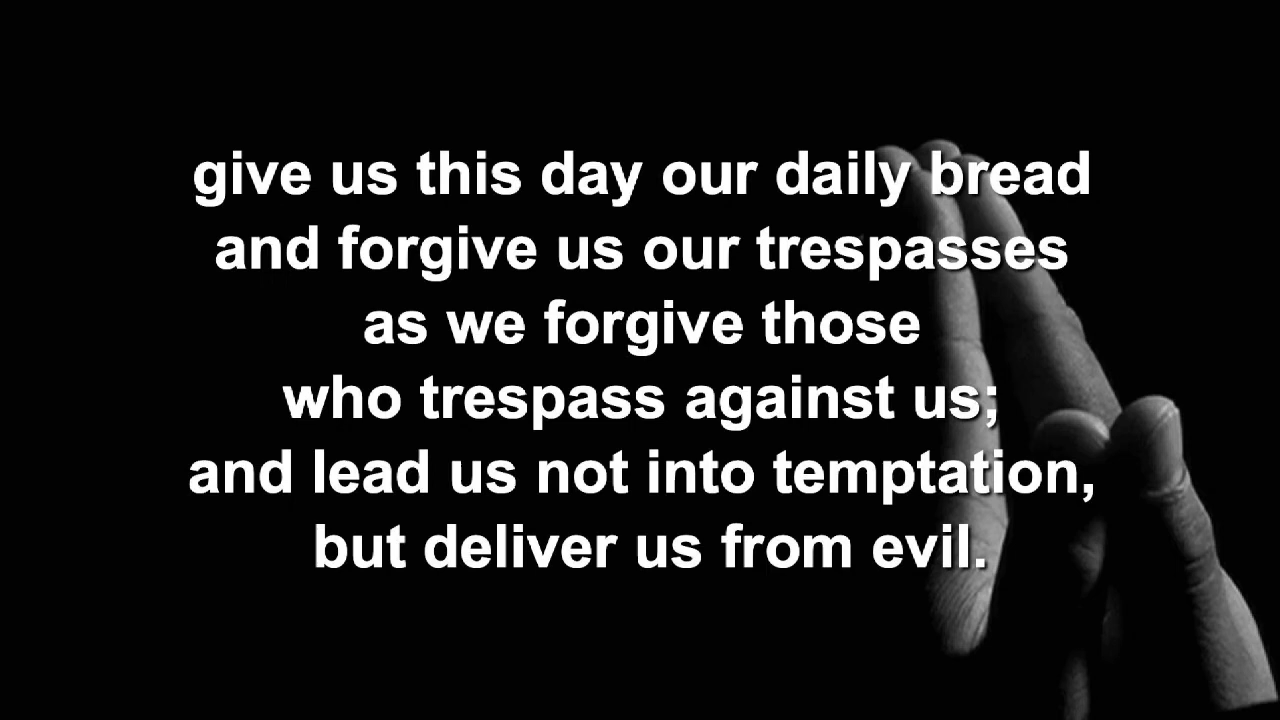 give us this day our daily bread
and forgive us our trespasses
as we forgive those
who trespass against us;
and lead us not into temptation,
but deliver us from evil.